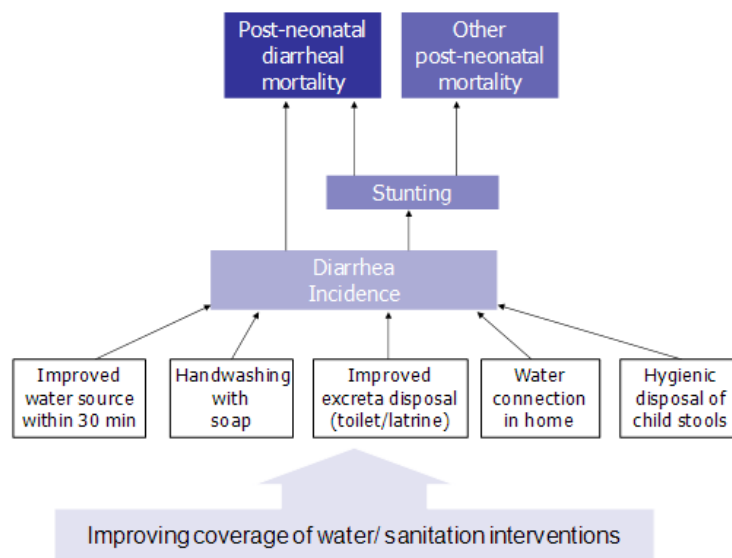 Post-neonatal
diarrheal
mortality
Other
post-neonatal
mortality
Stunting
Diarrhea
Incidence
Improved
water source
within 30 min
Handwashing
with
soap
Improved
excreta disposal
(toilet/latrine)
Water
connection
in home
Hygienic
disposal of
child stools
Improving coverage of water/ sanitation interventions